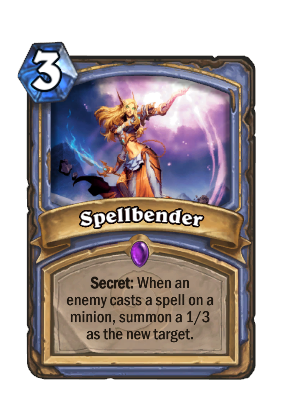 3
Spellbender
Secret: When an
enemy casts a spell on a
minion, summon a 1/3
as the new target.